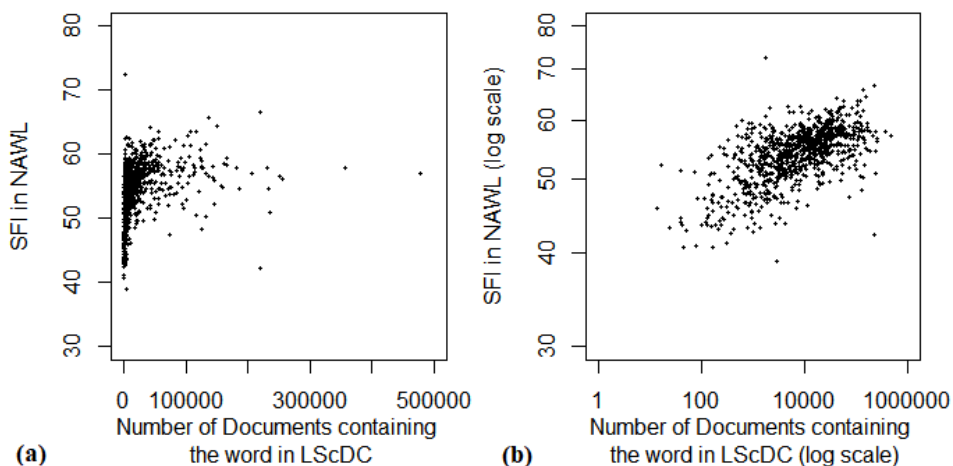 80
70
60
50
40
30
SFI in NAWL
0 100000 300000 500000
Number of Documents containing
the word in LScDC
(a)
80
70
60
50
40
30
SFI in NAWL (log scale)
1 100 10000 1000000
Number of Documents containing
the word in LScDC (log scale)
(b)